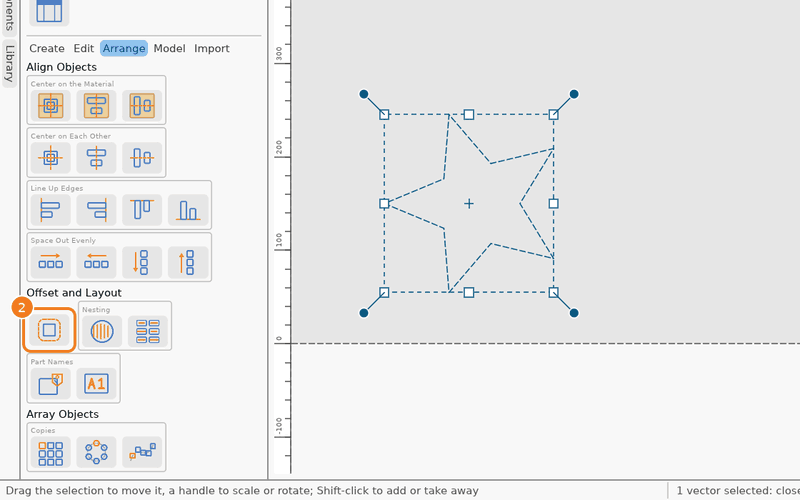 nents
Library
Create Edit Arrange Model Import
Align Objects
Center on the Material
Center on Each Other
Line Up Edges
Space Out Evenly
Offset and Layout
2
Nesting
Part Names
A1
Array Objects
Copies
300
200
100
0
-100
Drag the selection to move it, a handle to scale or rotate; Shift-click to add or take away
1 vector selected: close